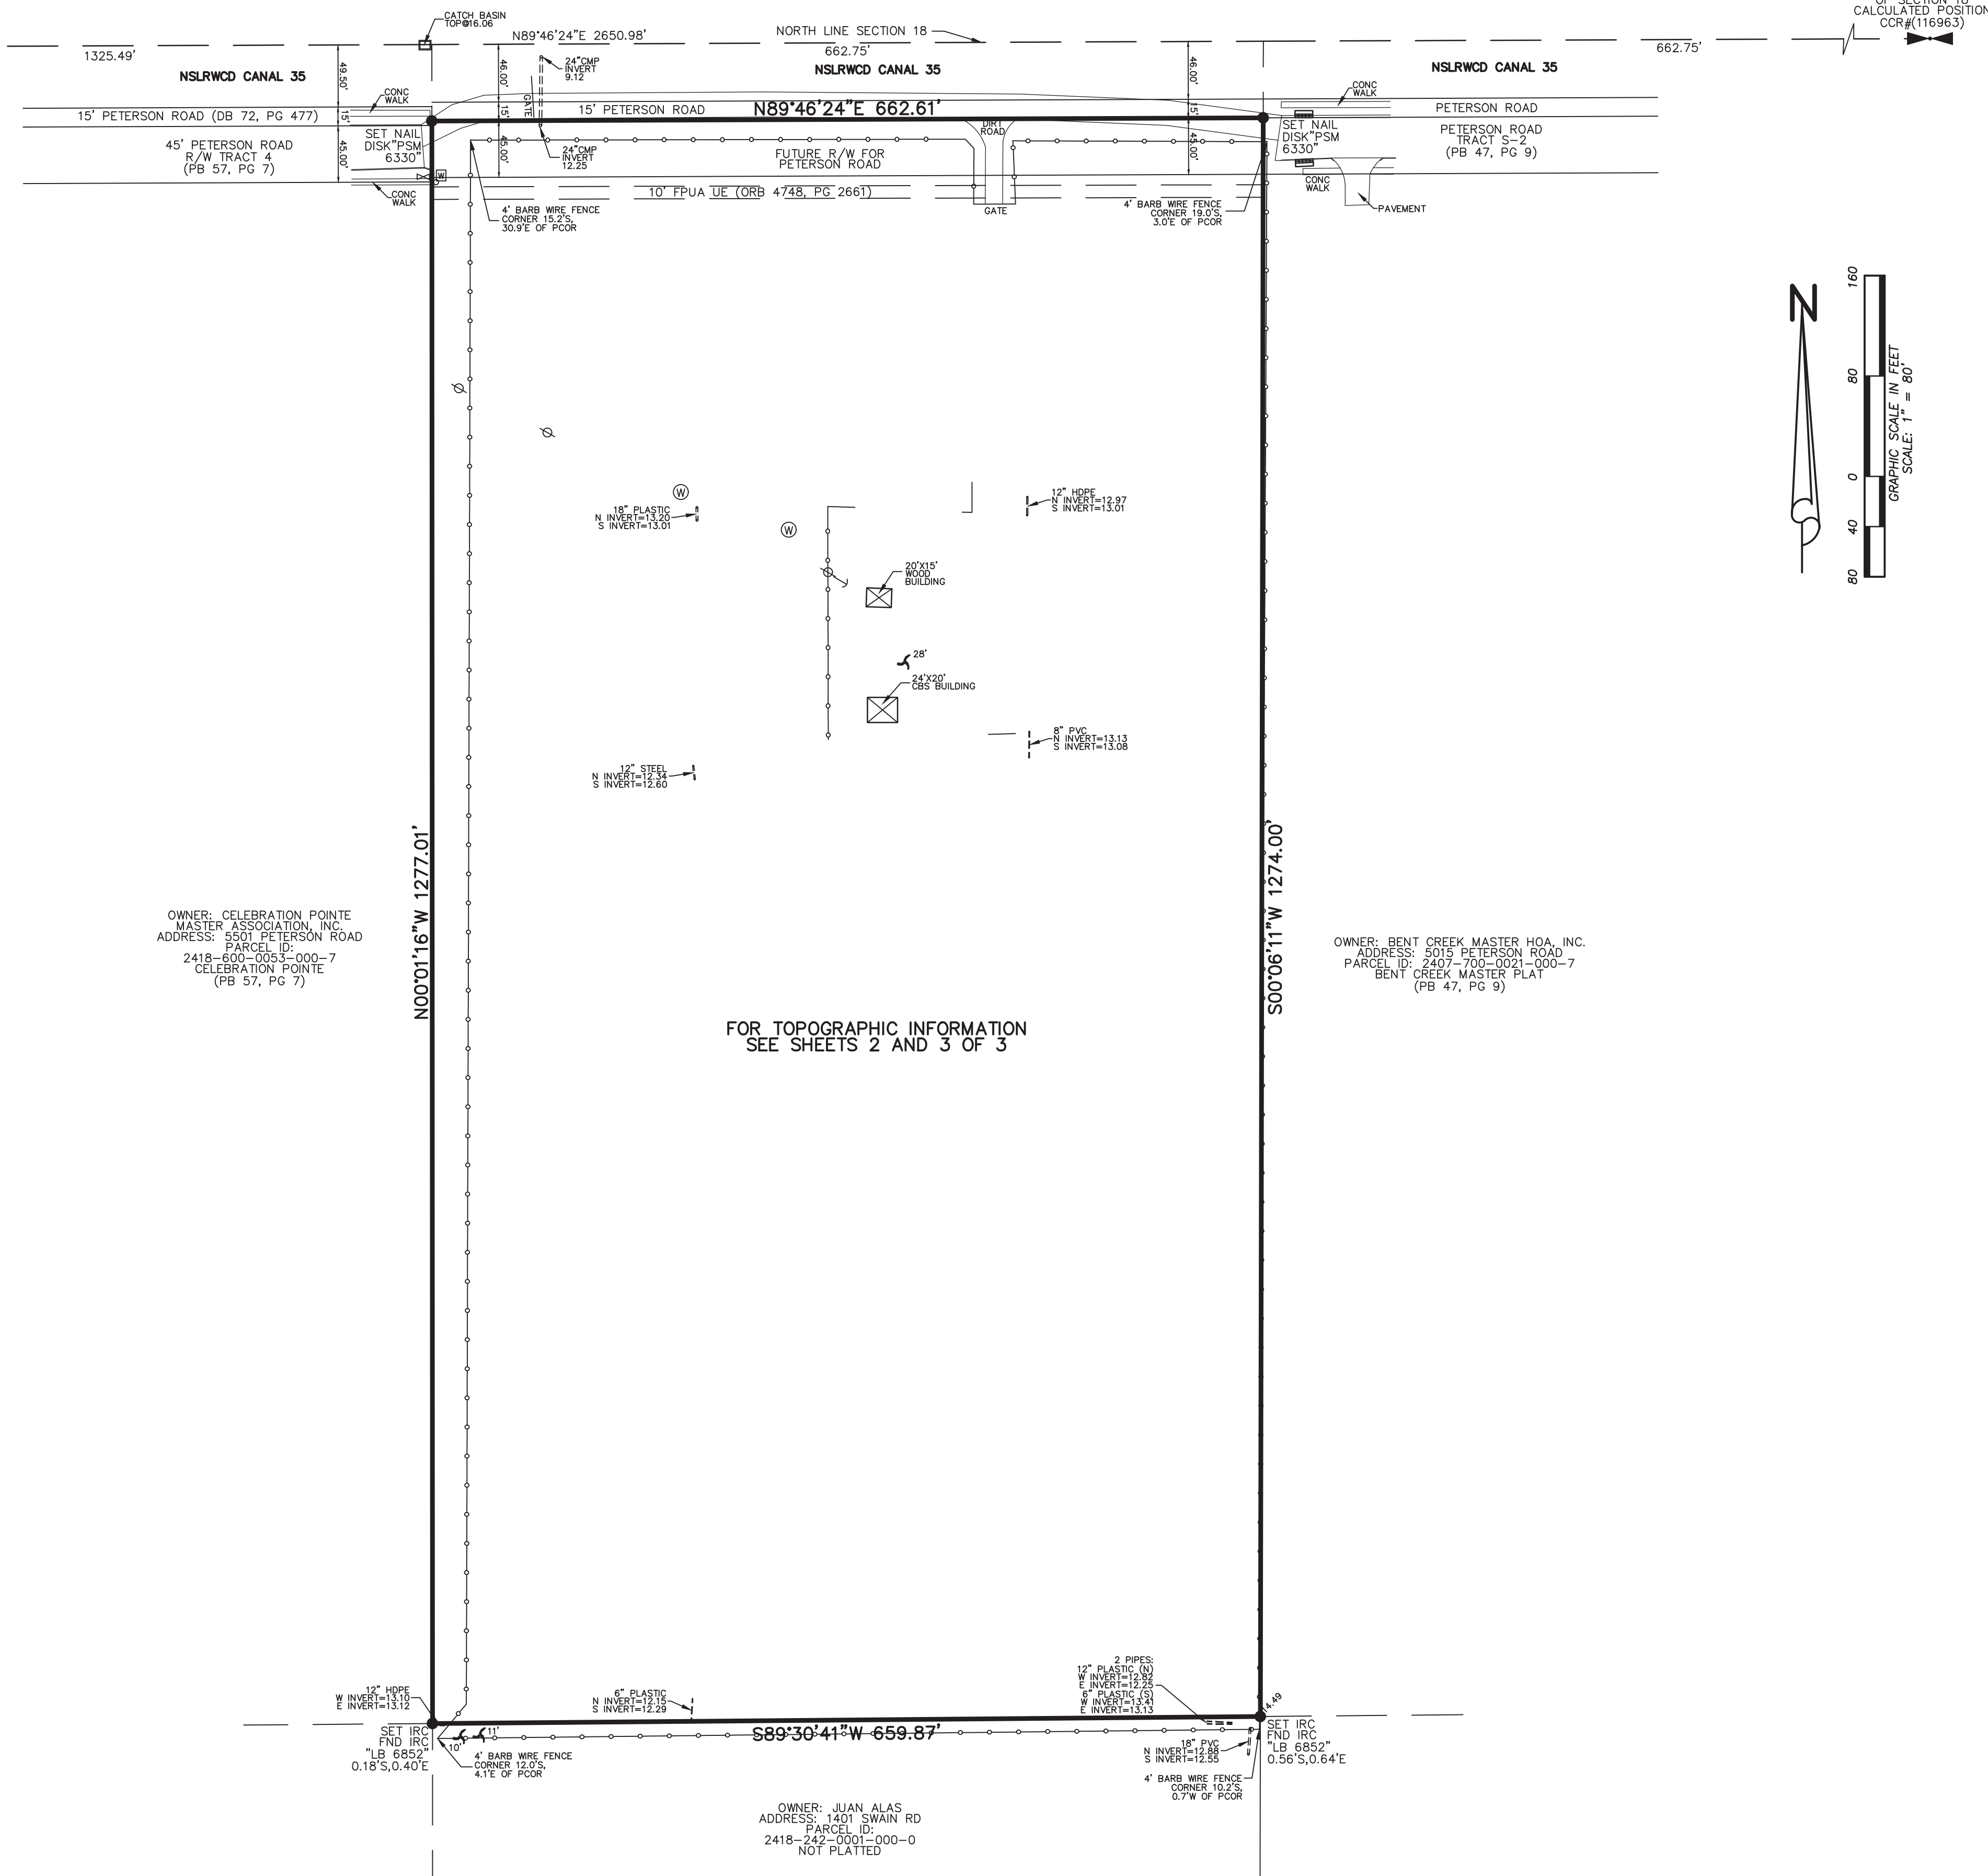 CATCH BASIN
TOP@16.06
N89°46'24"E 2650.98'
NORTH LINE SECTION 18
OF SECTION 18
CALCULATED POSITION
CCR#(116963)
1325.49'
662.75'
662.75'
NSLRWCD CANAL 35
NSLRWCD CANAL 35
NSLRWCD CANAL 35
49.50'
46.00'
46.00'
24"CMP
INVERT
9.12
GATE
CONC
WALK
CONC
WALK
15' PETERSON ROAD (DB 72, PG 477)
15'
15'
15' PETERSON ROAD
N89°46'24"E 662.61'
15'
PETERSON ROAD
45' PETERSON ROAD
R/W TRACT 4
(PB 57, PG 7)
45.00'
SET NAIL
DISK"PSM
6330"
45.00'
24"CMP
INVERT
12.25
FUTURE R/W FOR
PETERSON ROAD
DIRT
ROAD
45.00'
SET NAIL
DISK"PSM
6330"
PETERSON ROAD
TRACT S-2
(PB 47, PG 9)
W
CONC
WALK
10' FPUA UE (ORB 4748, PG 2661)
CONC
WALK
4' BARB WIRE FENCE
CORNER 15.2'S,
30.9'E OF PCOR
GATE
4' BARB WIRE FENCE
CORNER 19.0'S,
3.0'E OF PCOR
PAVEMENT
N
160
80
0
40
80
GRAPHIC SCALE IN FEET
SCALE: 1" = 80'
W
18" PLASTIC
N INVERT=13.20
S INVERT=13.01
W
12" HDPE
N INVERT=12.97
S INVERT=13.01
20'X15'
WOOD
BUILDING
28'
24'X20'
CBS BUILDING
8" PVC
N INVERT=13.13
S INVERT=13.08
12" STEEL
N INVERT=12.34
S INVERT=12.60
N00°01'16"W 1277.01'
S00°06'11"W 1274.00'
OWNER: CELEBRATION POINTE
MASTER ASSOCIATION, INC.
ADDRESS: 5501 PETERSON ROAD
PARCEL ID:
2418-600-0053-000-7
CELEBRATION POINTE
(PB 57, PG 7)
OWNER: BENT CREEK MASTER HOA, INC.
ADDRESS: 5015 PETERSON ROAD
PARCEL ID: 2407-700-0021-000-7
BENT CREEK MASTER PLAT
(PB 47, PG 9)
FOR TOPOGRAPHIC INFORMATION
SEE SHEETS 2 AND 3 OF 3
12" HDPE
W INVERT=13.10
E INVERT=13.12
6" PLASTIC
N INVERT=12.15
S INVERT=12.29
2 PIPES:
12" PLASTIC (N)
W INVERT=12.82
E INVERT=12.25
6" PLASTIC (S)
W INVERT=13.41
E INVERT=13.13
14.49
SET IRC
FND IRC
"LB 6852"
0.18'S,0.40'E
10'
11'
4' BARB WIRE FENCE
CORNER 12.0'S,
4.1'E OF PCOR
S89°30'41"W 659.87'
18" PVC
N INVERT=12.88
S INVERT=12.55
SET IRC
FND IRC
"LB 6852"
0.56'S,0.64'E
4' BARB WIRE FENCE
CORNER 10.2'S,
0.7'W OF PCOR
OWNER: JUAN ALAS
ADDRESS: 1401 SWAIN RD
PARCEL ID:
2418-242-0001-000-0
NOT PLATTED